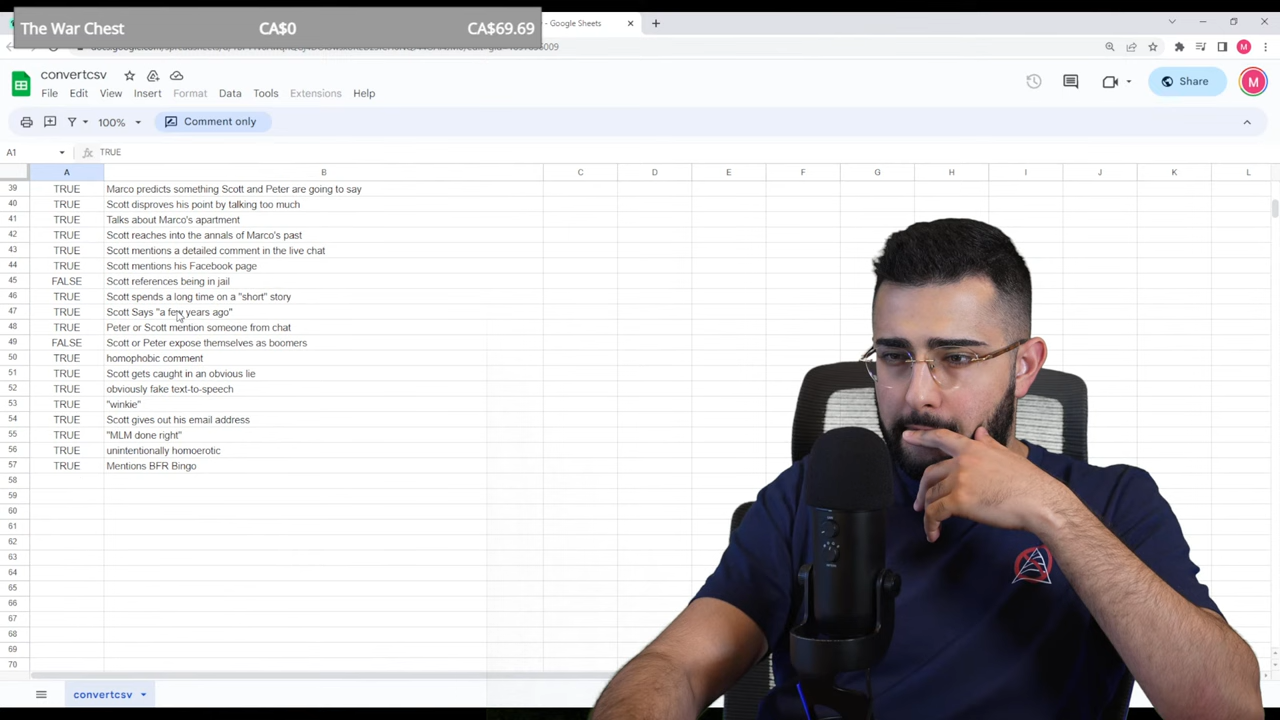 The War Chest CA$0 CA$69.69
- Google Sheets
convertcsv
File Edit View Insert Format Data Tools Extensions Help
Share
M
100%
Comment only
A1 TRUE
A B C D E F G H I J K L
39 TRUE Marco predicts something Scott and Peter are going to say
40 TRUE Scott disproves his point by talking too much
41 TRUE Talks about Marco's apartment
42 TRUE Scott reaches into the annals of Marco's past
43 TRUE Scott mentions a detailed comment in the live chat
44 TRUE Scott mentions his Facebook page
45 FALSE Scott references being in jail
46 TRUE Scott spends a long time on a "short" story
47 TRUE Scott Says "a few years ago"
48 TRUE Peter or Scott mention someone from chat
49 FALSE Scott or Peter expose themselves as boomers
50 TRUE homophobic comment
51 TRUE Scott gets caught in an obvious lie
52 TRUE obviously fake text-to-speech
53 TRUE "winkie"
54 TRUE Scott gives out his email address
55 TRUE "MLM done right"
56 TRUE unintentionally homoerotic
57 TRUE Mentions BFR Bingo
58
59
60
61
62
63
64
65
66
67
68
69
70
convertcsv